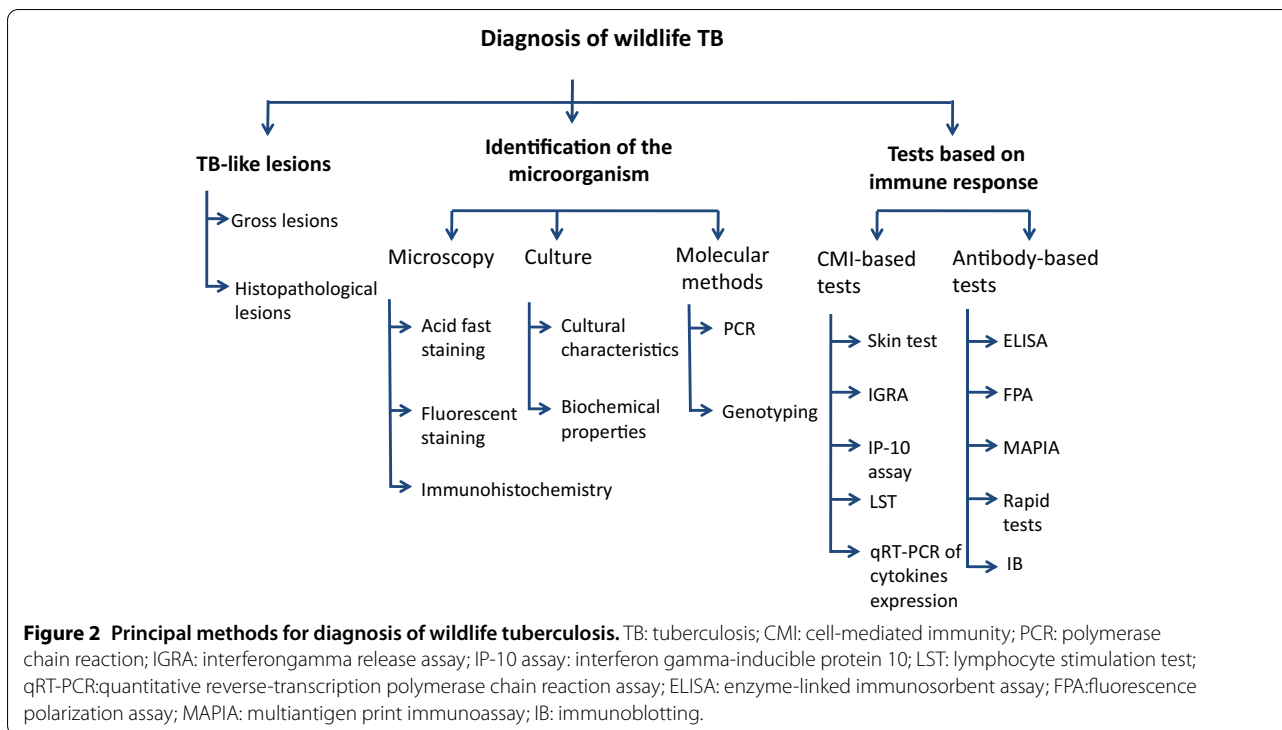 Diagnosis of wildlife TB
TB-like lesions
Gross lesions
Histopathological
lesions
Identification of the
microorganism
Microscopy
Acid fast
staining
Fluorescent
staining
Immunohistochemistry
Culture
Cultural
characteristics
Biochemical
properties
Molecular
methods
PCR
Genotyping
Tests based on
immune response
CMI-based
tests
Skin test
IGRA
IP-10
assay
LST
qRT-PCR of
cytokines
expression
Antibody-based
tests
ELISA
FPA
MAPIA
Rapid
tests
IB
Figure 2 Principal methods for diagnosis of wildlife tuberculosis. TB: tuberculosis; CMI: cell-mediated immunity; PCR: polymerase
chain reaction; IGRA: interferongamma release assay; IP-10 assay: interferon gamma-inducible protein 10; LST: lymphocyte stimulation test;
qRT-PCR:quantitative reverse-transcription polymerase chain reaction assay; ELISA: enzyme-linked immunosorbent assay; FPA:fluorescence
polarization assay; MAPIA: multiantigen print immunoassay; IB: immunoblotting.